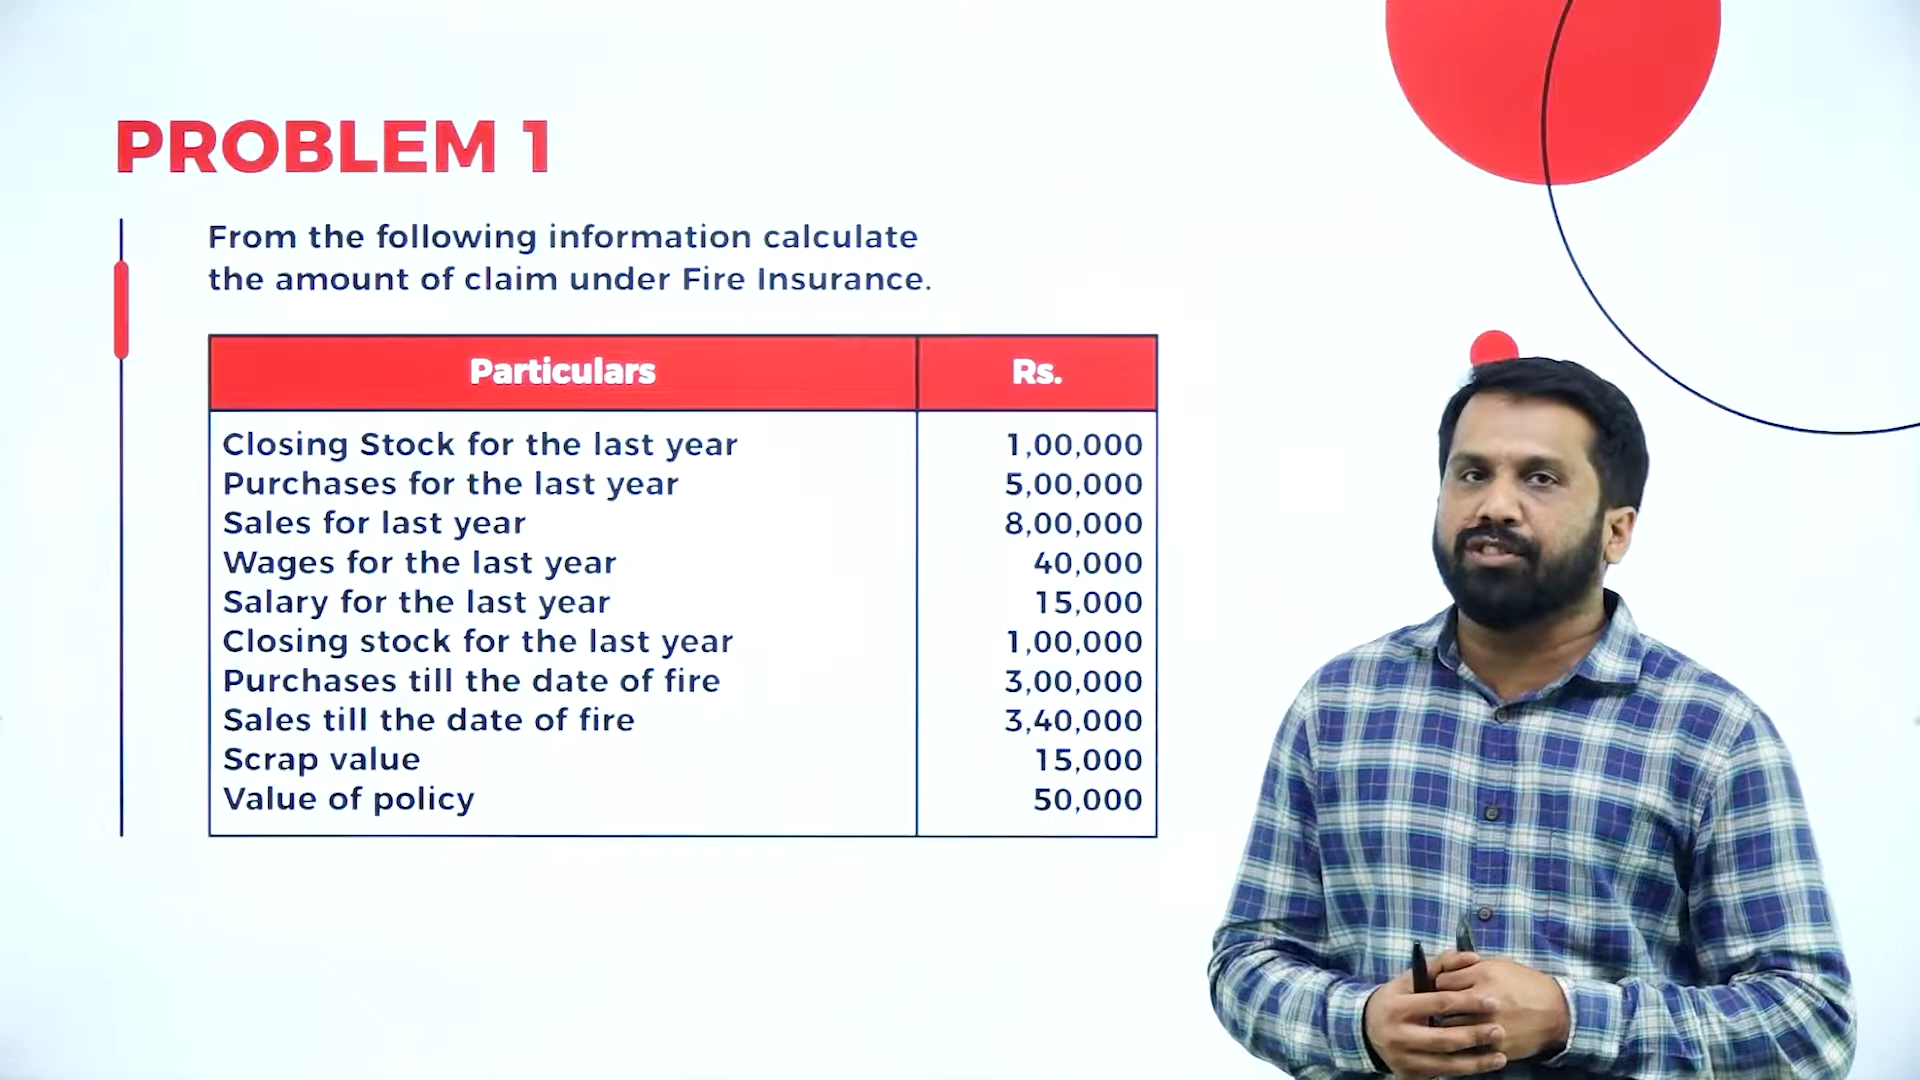 PROBLEM 1
From the following information calculate
the amount of claim under Fire Insurance.
Particulars Rs.
Closing Stock for the last year 1,00,000
Purchases for the last year 5,00,000
Sales for last year 8,00,000
Wages for the last year 40,000
Salary for the last year 15,000
Closing stock for the last year 1,00,000
Purchases till the date of fire 3,00,000
Sales till the date of fire 3,40,000
Scrap value 15,000
Value of policy 50,000